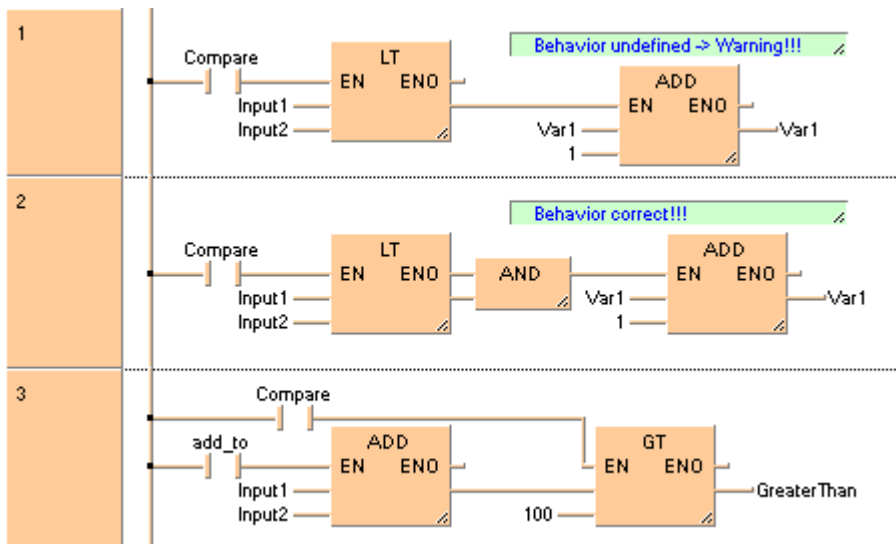 1
Compare
LT
Behavior undefined -> Warning!!!
EN ENO
ADD
Input1
EN ENO
Input2
Var1
Var1
1
2
Behavior correct!!!
Compare
LT
ADD
EN ENO
AND
EN ENO
Input1
Var1
Var1
Input2
1
3
Compare
add_to
ADD
GT
EN ENO
EN ENO
Input1
GreaterThan
Input2
100